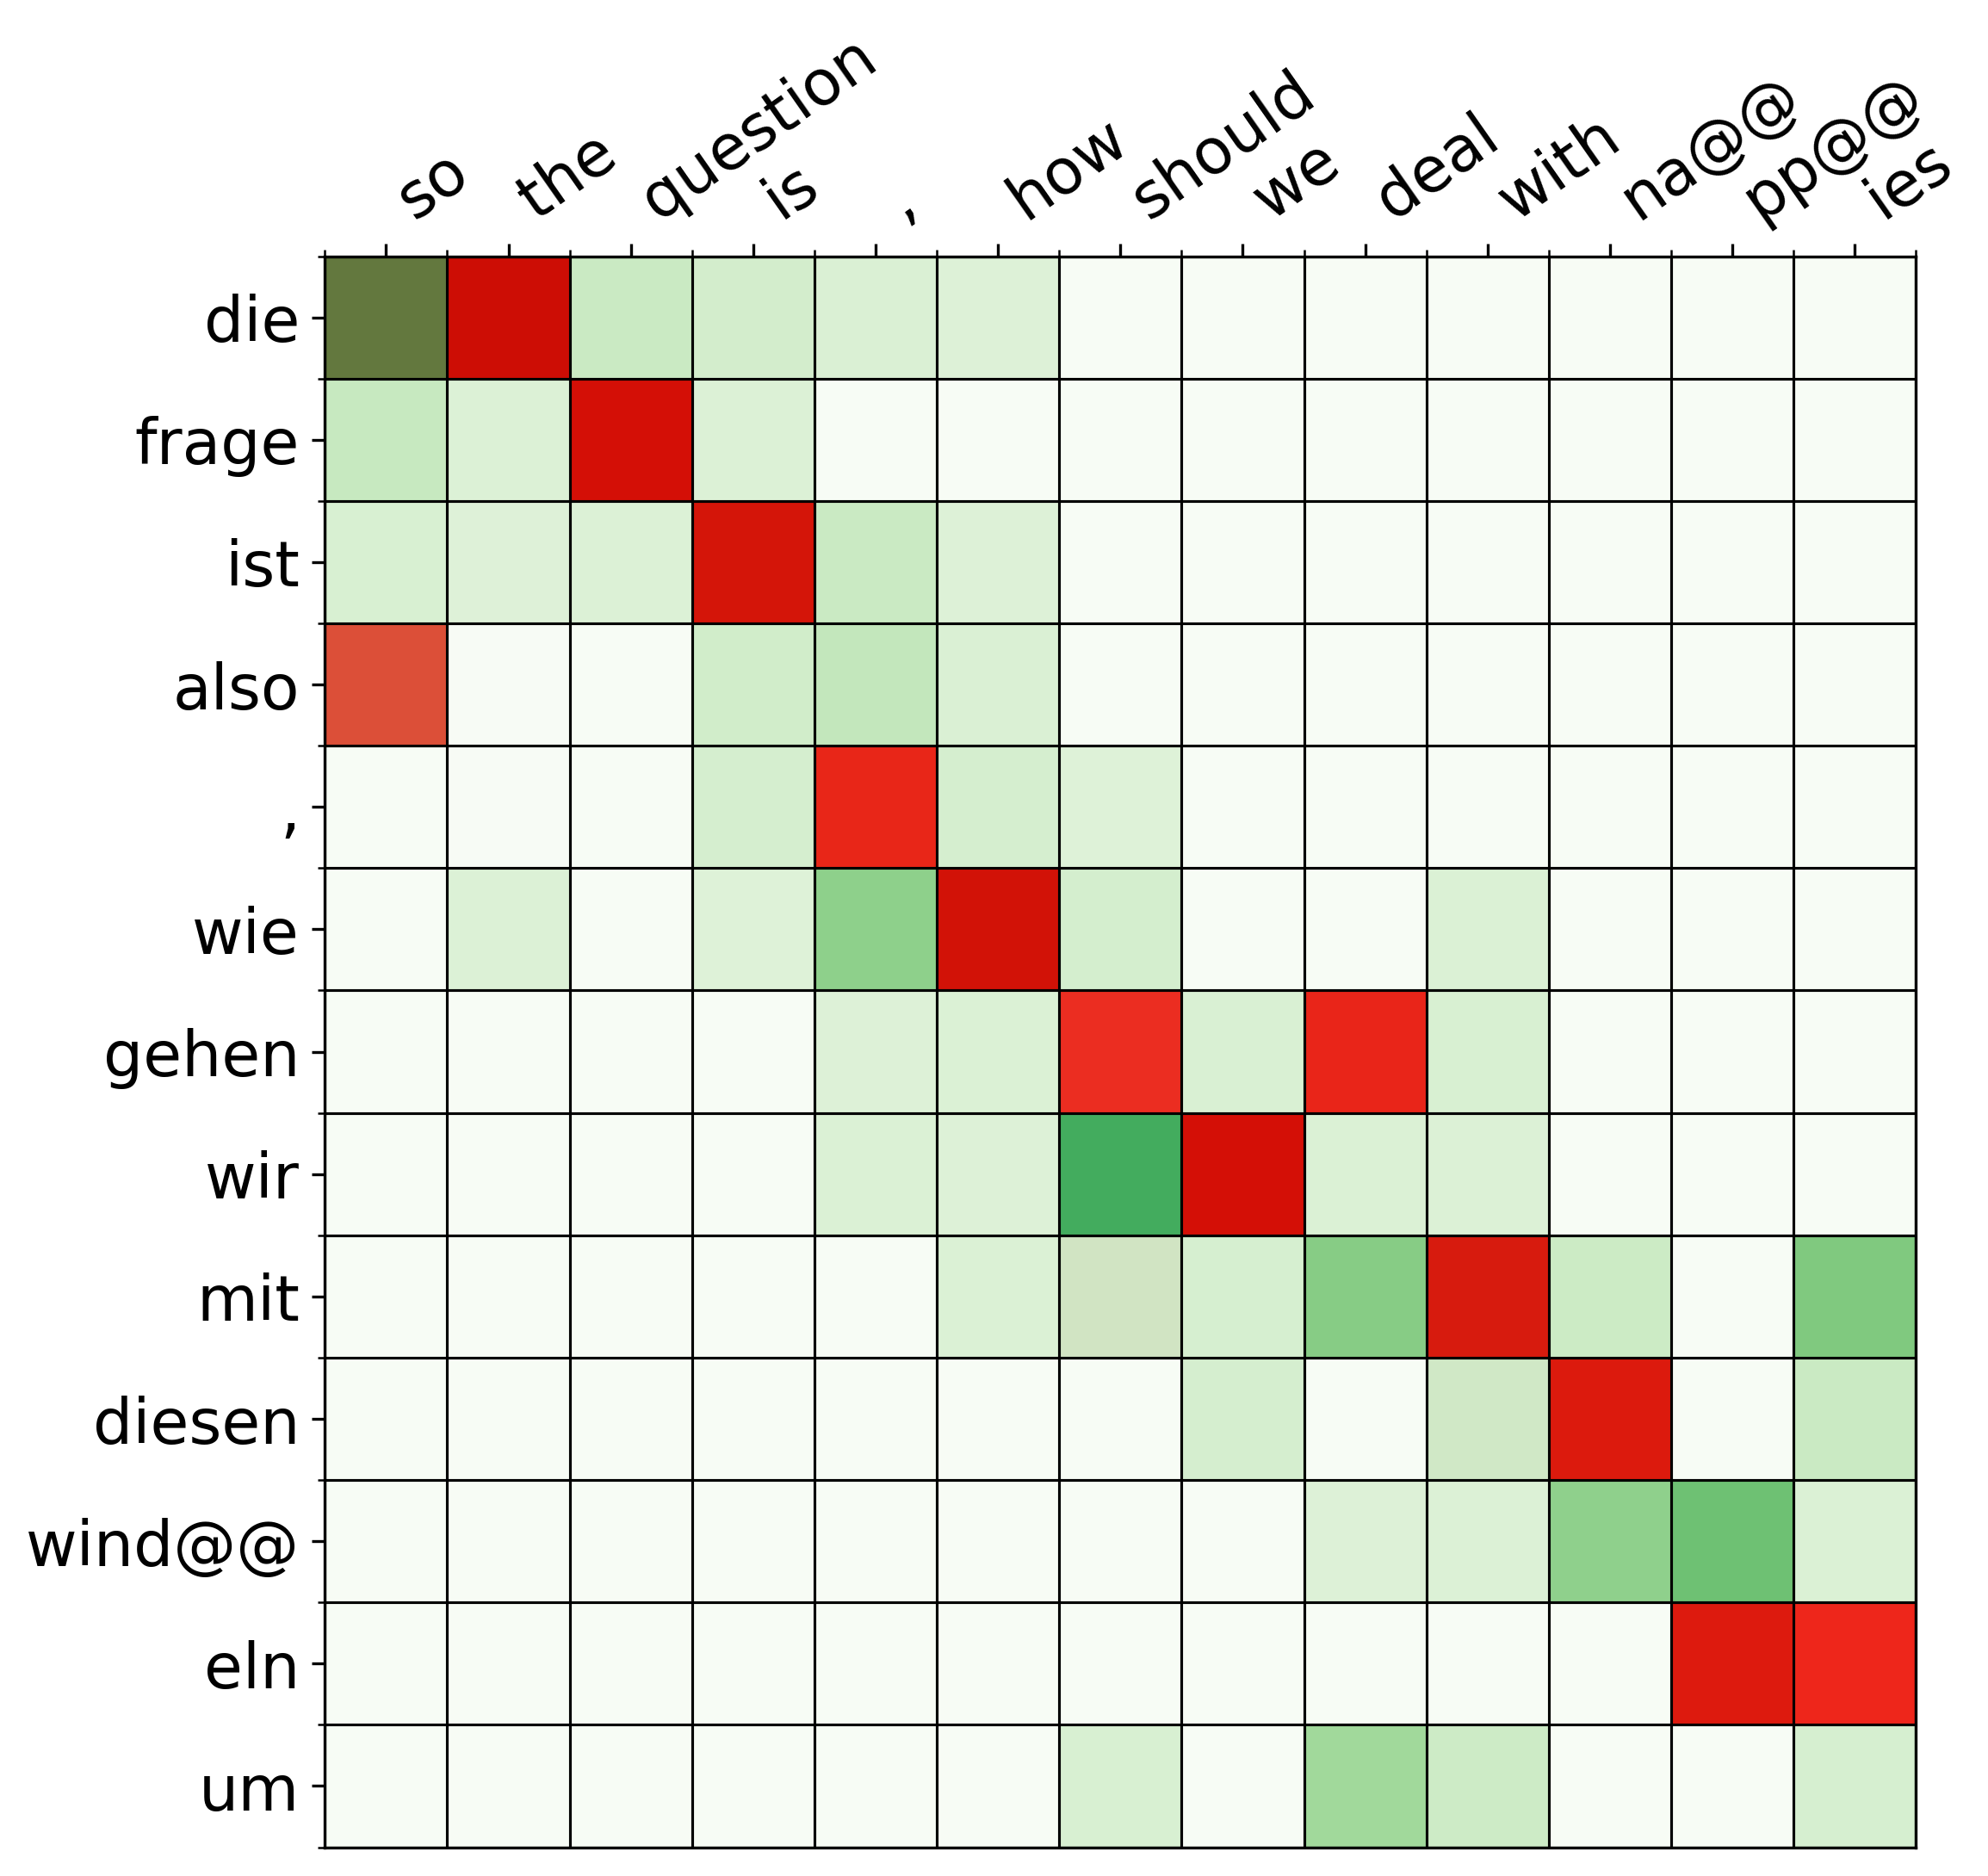 so the question is , how should we deal with na@@ pp@@ ies
die
frage
ist
also
,
wie
gehen
wir
mit
diesen
wind@@
eln
um